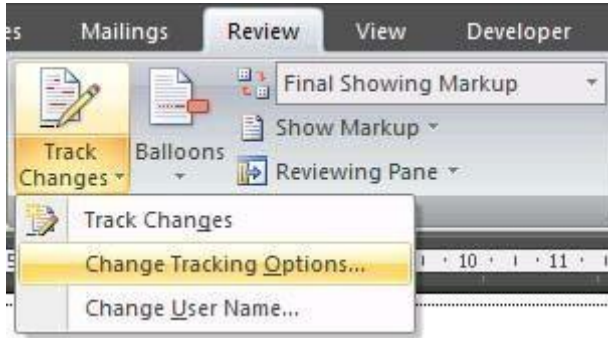 es Mailings Review View Developer
Final Showing Markup
Show Markup
Track Changes
Balloons
Reviewing Pane
Track Changes
Change Tracking Options...
Change User Name...
5 10 11